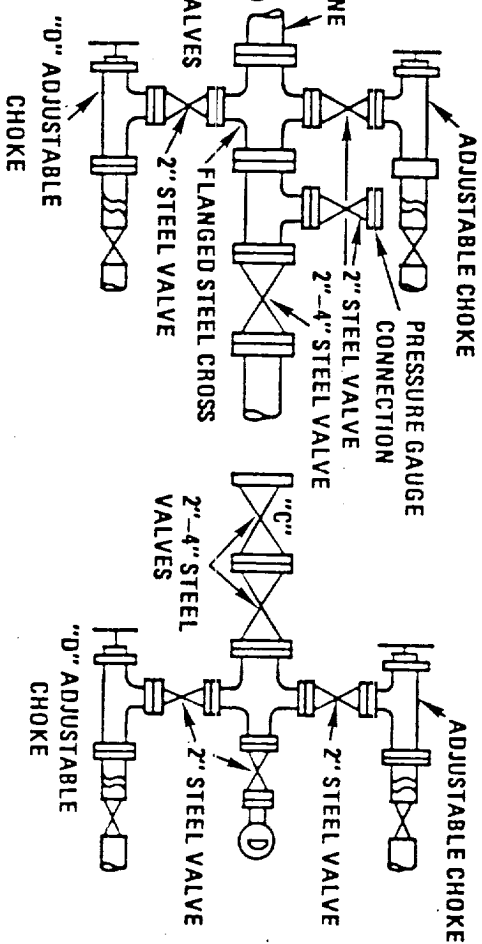 NE
ALVES
ADJUSTABLE CHOKE
PRESSURE GAUGE
CONNECTION
2" STEEL VALVE
2"–4" STEEL VALVE
FLANGED STEEL CROSS
2" STEEL VALVE
"D" ADJUSTABLE
CHOKE
ADJUSTABLE CHOKE
2" STEEL VALVE
"C"
2"–4" STEEL
VALVES
D
2" STEEL VALVE
"D" ADJUSTABLE
CHOKE